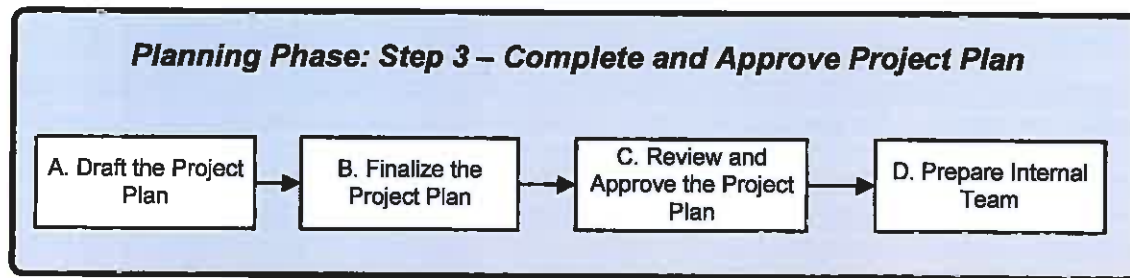 Planning Phase: Step 3 – Complete and Approve Project Plan
A. Draft the Project
Plan
B. Finalize the
Project Plan
C. Review and
Approve the Project
Plan
D. Prepare Internal
Team